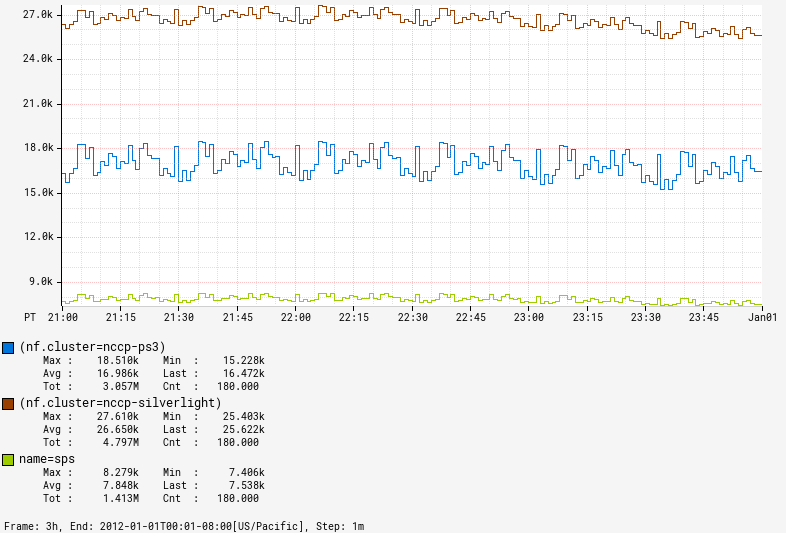 27.0k
24.0k
21.0k
18.0k
15.0k
12.0k
9.0k
PT 21:00 21:15 21:30 21:45 22:00 22:15 22:30 22:45 23:00 23:15 23:30 23:45 Jan01
(nf.cluster=nccp-ps3)
Max : 18.510k Min : 15.228k
Avg : 16.986k Last : 16.472k
Tot : 3.057M Cnt : 180.000
(nf.cluster=nccp-silverlight)
Max : 27.610k Min : 25.403k
Avg : 26.650k Last : 25.622k
Tot : 4.797M Cnt : 180.000
name=sps
Max : 8.279k Min : 7.406k
Avg : 7.848k Last : 7.538k
Tot : 1.413M Cnt : 180.000
Frame: 3h, End: 2012-01-01T00:01-08:00[US/Pacific], Step: 1m